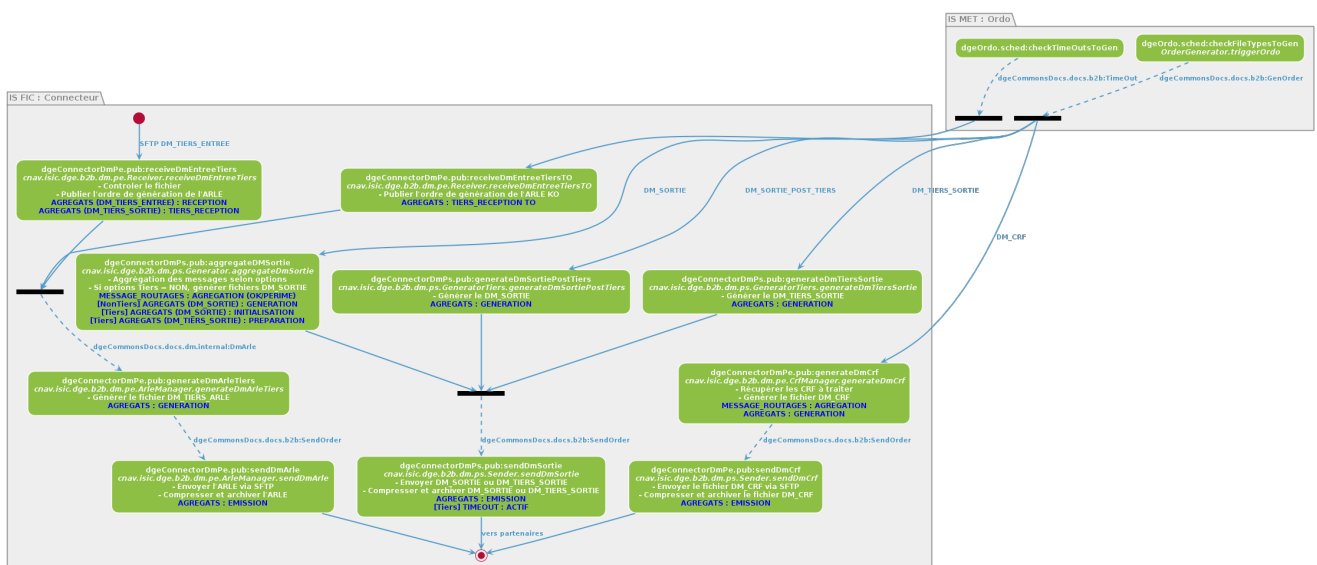 IS MET : Ordo
dgeOrdo.sched:checkTimeOutsToGen
dgeOrdo.sched:checkFileTypesToGen
OrderGenerator.triggerOrdo
dgeCommonsDocs.docs.b2b:TimeOut
dgeCommonsDocs.docs.b2b:GenOrder
IS FIC : Connecteur
SFTP DM_TIERS_ENTREE
dgeConnectorDmPe.pub:receiveDmEntreeTiers
cnav.isic.dge.b2b.dm.pe.Receiver.receiveDmEntreeTiers
- Controler le fichier
- Publier l'ordre de génération de l'ARLE
AGREGATS (DM_TIERS_ENTREE) : RECEPTION
AGREGATS (DM_TIERS_SORTIE) : TIERS_RECEPTION
dgeConnectorDmPe.pub:receiveDmEntreeTiersTO
cnav.isic.dge.b2b.dm.pe.Receiver.receiveDmEntreeTiersTO
- Publier l'ordre de génération de l'ARLE KO
AGREGATS : TIERS_RECEPTION TO
DM_SORTIE
DM_SORTIE_POST_TIERS
DM_TIERS_SORTIE
DM_CRF
dgeConnectorDmPs.pub:aggregateDMSortie
cnav.isic.dge.b2b.dm.ps.Generator.aggregateDmSortie
- Aggrégation des messages selon options
- Si options Tiers = NON, générer fichiers DM_SORTIE
MESSAGE_ROUTAGES : AGREGATION (OK/PERIME)
[NonTiers] AGREGATS (DM_SORTIE) : GENERATION
[Tiers] AGREGATS (DM_SORTIE) : INITIALISATION
[Tiers] AGREGATS (DM_TIERS_SORTIE) : PREPARATION
dgeConnectorDmPs.pub:generateDmSortiePostTiers
cnav.isic.dge.b2b.dm.ps.GeneratorTiers.generateDmSortiePostTiers
- Générer le DM_SORTIE
AGREGATS : GENERATION
dgeConnectorDmPs.pub:generateDmTiersSortie
cnav.isic.dge.b2b.dm.ps.GeneratorTiers.generateDmTiersSortie
- Générer le DM_TIERS_SORTIE
AGREGATS : GENERATION
dgeCommonsDocs.docs.dm.internal:DmArle
dgeConnectorDmPe.pub:generateDmArleTiers
cnav.isic.dge.b2b.dm.pe.ArleManager.generateDmArleTiers
- Générer le fichier DM_TIERS_ARLE
AGREGATS : GENERATION
dgeConnectorDmPe.pub:generateDmCrf
cnav.isic.dge.b2b.dm.pe.CrfManager.generateDmCrf
- Récupérer les CRF à traiter
- Générer le fichier DM_CRF
MESSAGE_ROUTAGES : AGREGATION
AGREGATS : GENERATION
dgeCommonsDocs.docs.b2b:SendOrder
dgeCommonsDocs.docs.b2b:SendOrder
dgeCommonsDocs.docs.b2b:SendOrder
dgeConnectorDmPe.pub:sendDmArle
cnav.isic.dge.b2b.dm.pe.ArleManager.sendDmArle
- Envoyer l'ARLE via SFTP
- Compresser et archiver l'ARLE
AGREGATS : EMISSION
dgeConnectorDmPs.pub:sendDmSortie
cnav.isic.dge.b2b.dm.ps.Sender.sendDmSortie
- Envoyer DM_SORTIE ou DM_TIERS_SORTIE
- Compresser et archiver DM_SORTIE ou DM_TIERS_SORTIE
AGREGATS : EMISSION
[Tiers] TIMEOUT : ACTIF
dgeConnectorDmPe.pub:sendDmCrf
cnav.isic.dge.b2b.dm.ps.Sender.sendDmCrf
- Envoyer le fichier DM_CRF via SFTP
- Compresser et archiver le fichier DM_CRF
AGREGATS : EMISSION
vers partenaires